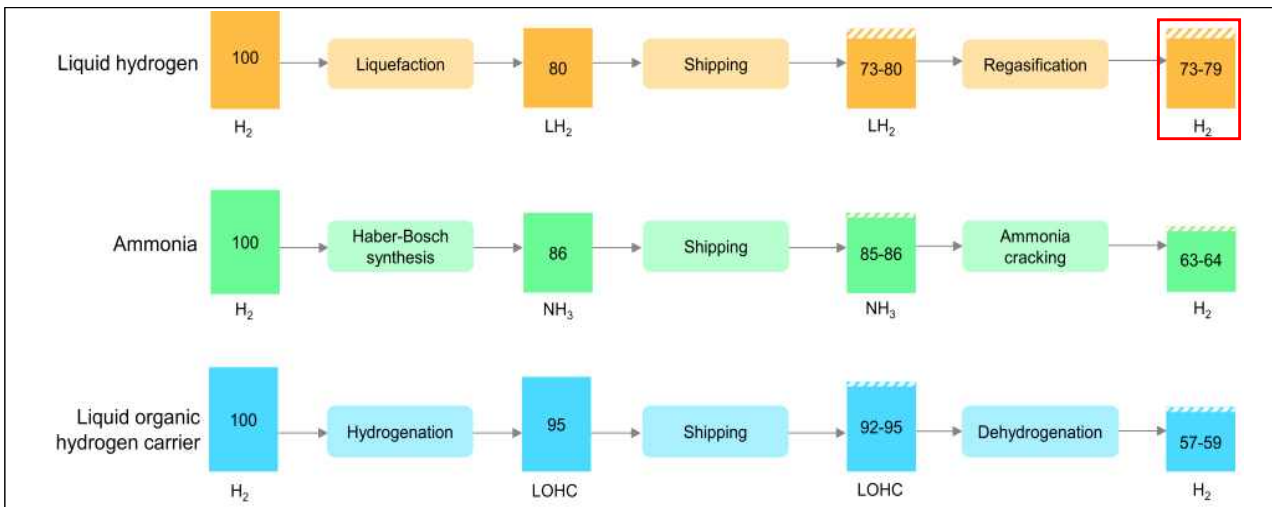 Liquid hydrogen
100
Liquefaction
80
Shipping
73-80
Regasification
73-79
H₂
LH₂
LH₂
H₂
Ammonia
100
Haber-Bosch
synthesis
86
Shipping
85-86
Ammonia
cracking
63-64
H₂
NH₃
NH₃
H₂
Liquid organic
hydrogen carrier
100
Hydrogenation
95
Shipping
92-95
Dehydrogenation
57-59
H₂
LOHC
LOHC
H₂